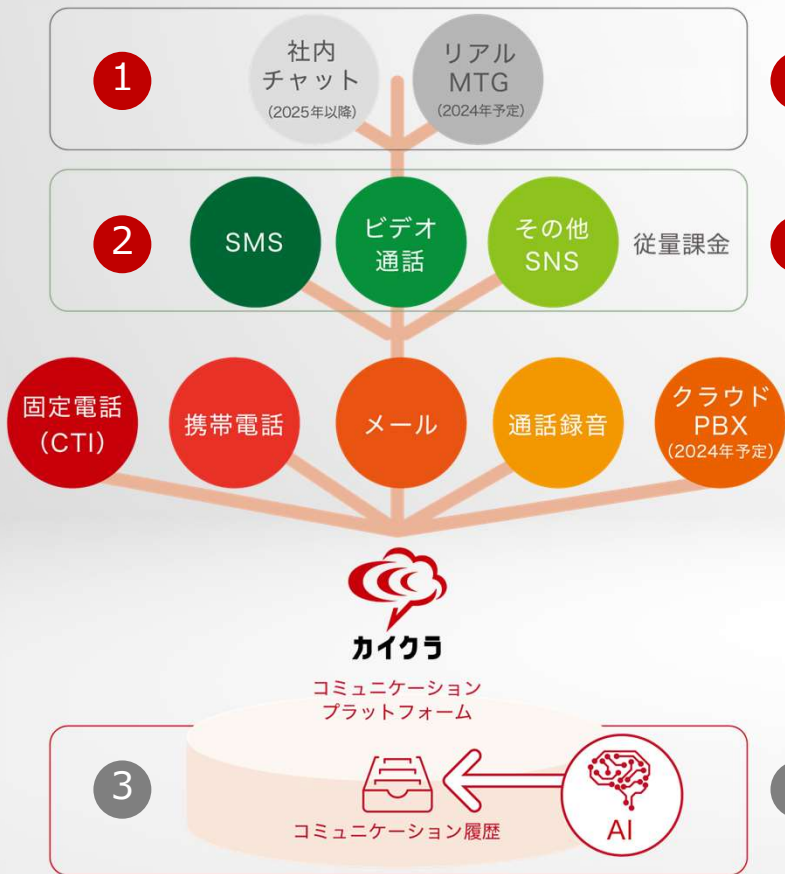 1
社内
チャット
(2025年以降)
リアル
MTG
(2024年予定)
2
SMS
ビデオ
通話
その他
SNS
従量課金
固定電話
(CTI)
携帯電話
メール
通話録音
クラウド
PBX
(2024年予定)
カイクラ
コミュニケーション
プラットフォーム
3
コミュニケーション履歴
AI